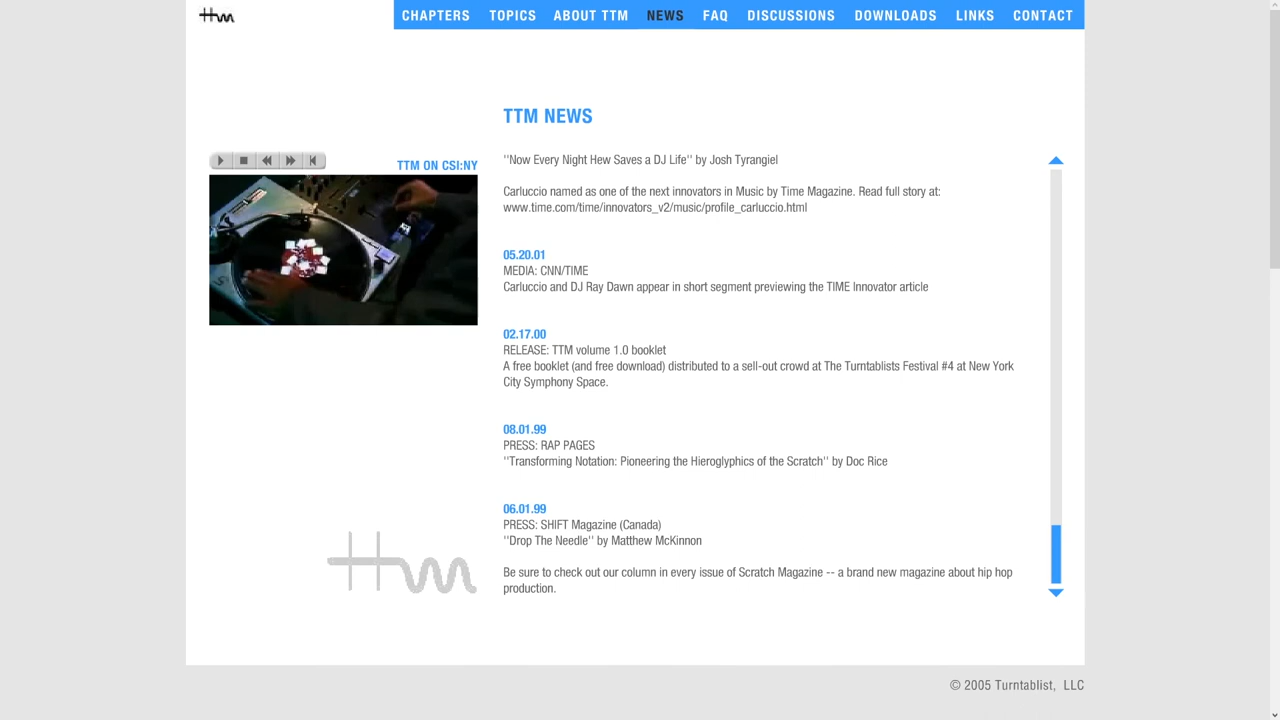 CHAPTERS TOPICS ABOUT TTM NEWS FAQ DISCUSSIONS DOWNLOADS LINKS CONTACT
TTM NEWS
TTM ON CSI:NY
''Now Every Night Hew Saves a DJ Life'' by Josh Tyrangiel
Carluccio named as one of the next innovators in Music by Time Magazine. Read full story at:
www.time.com/time/innovators_v2/music/profile_carluccio.html
05.20.01
MEDIA: CNN/TIME
Carluccio and DJ Ray Dawn appear in short segment previewing the TIME Innovator article
02.17.00
RELEASE: TTM volume 1.0 booklet
A free booklet (and free download) distributed to a sell-out crowd at The Turntablists Festival #4 at New York
City Symphony Space.
08.01.99
PRESS: RAP PAGES
''Transforming Notation: Pioneering the Hieroglyphics of the Scratch'' by Doc Rice
06.01.99
PRESS: SHIFT Magazine (Canada)
''Drop The Needle'' by Matthew McKinnon
Be sure to check out our column in every issue of Scratch Magazine -- a brand new magazine about hip hop
production.
© 2005 Turntablist, LLC